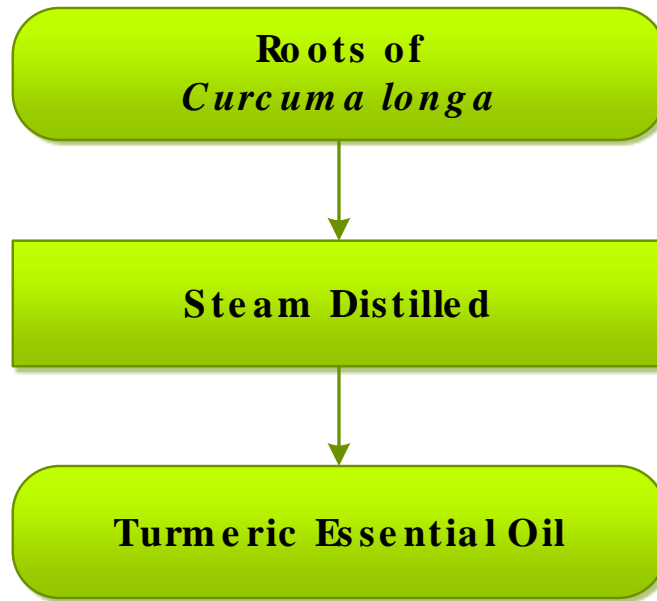 Roots of
Curcuma longa
Steam Distilled
Turmeric Essential Oil